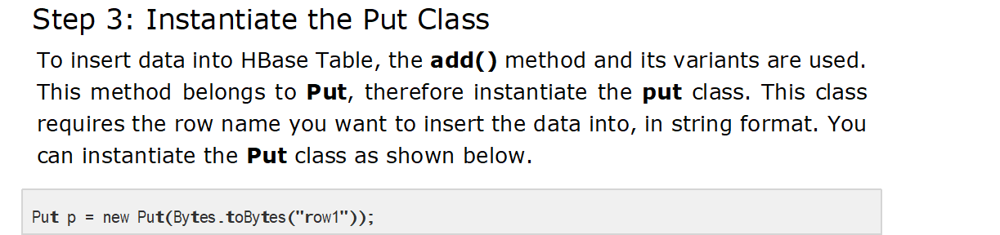 Step 3: Instantiate the Put Class
To insert data into HBase Table, the add() method and its variants are used.
This method belongs to Put, therefore instantiate the put class. This class
requires the row name you want to insert the data into, in string format. You
can instantiate the Put class as shown below.
Put p = new Put(Bytes.toBytes("row1"));